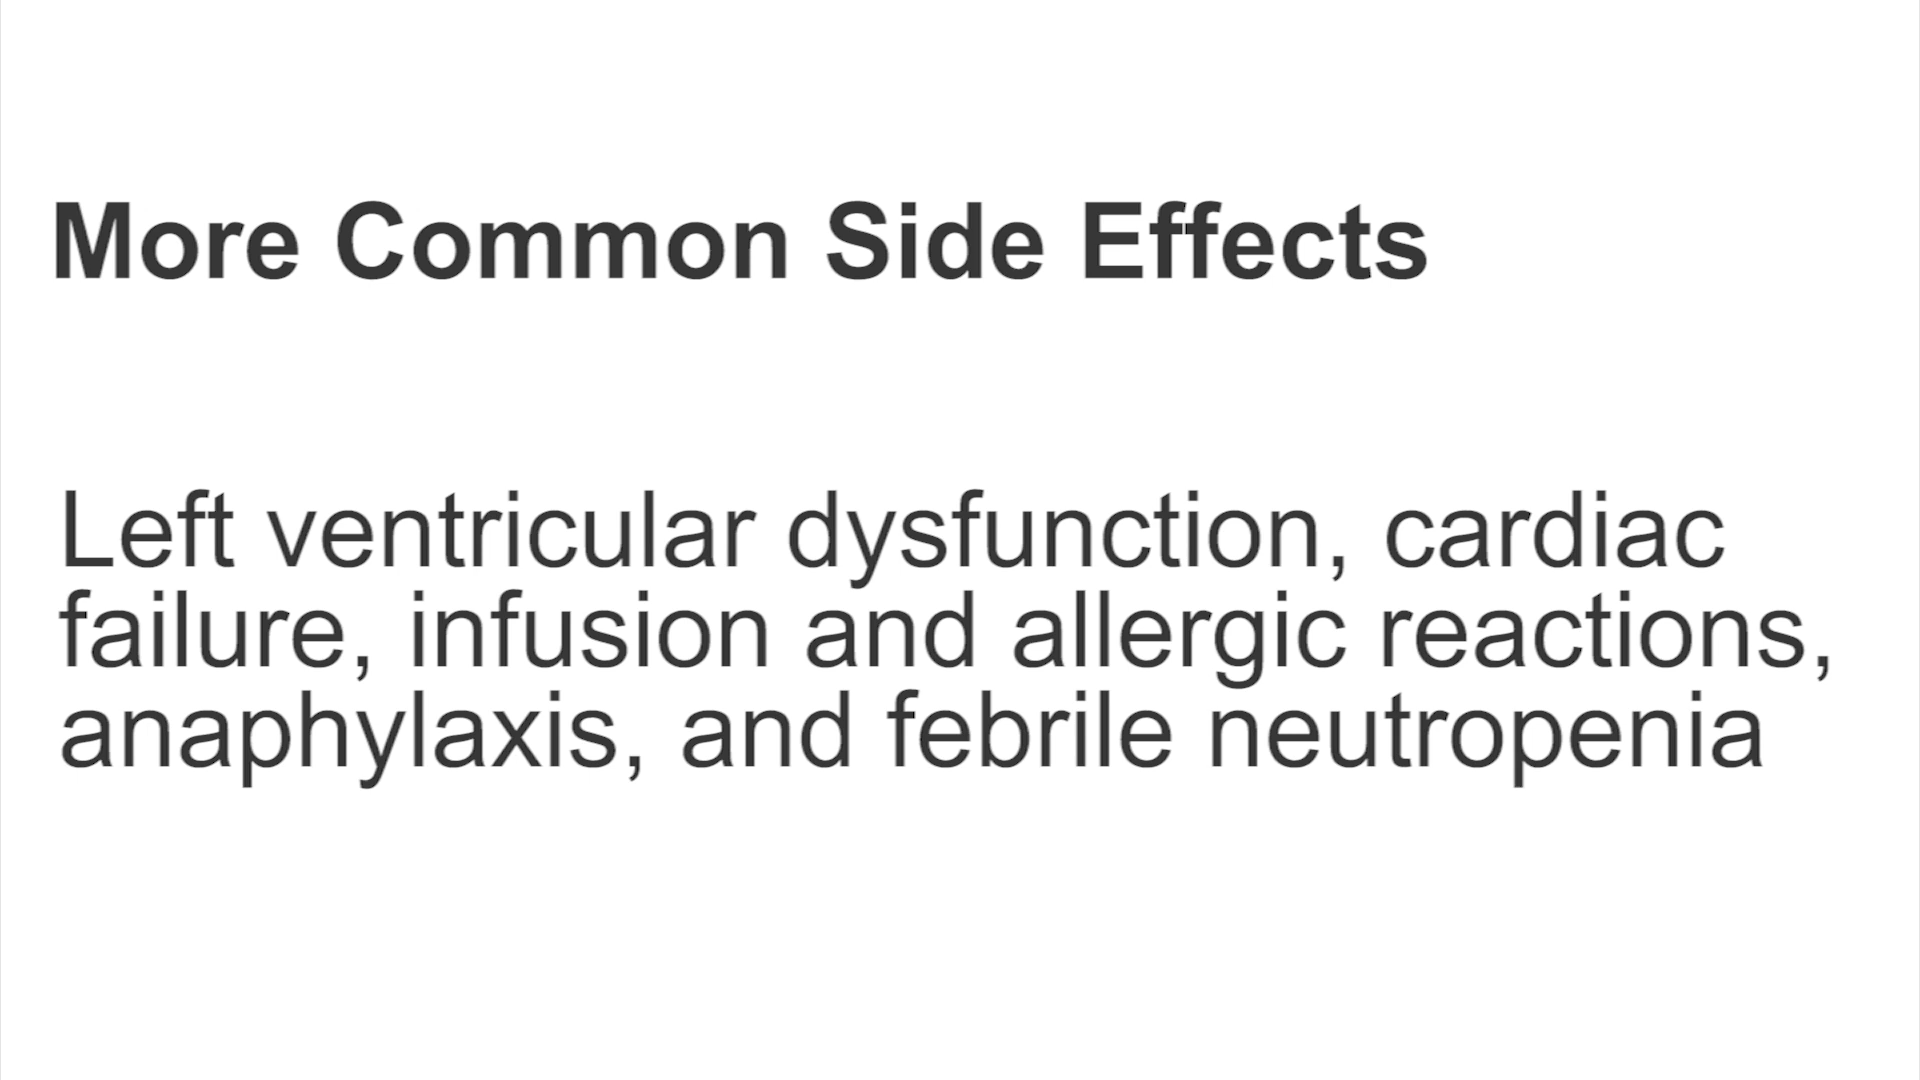 More Common Side Effects
Left ventricular dysfunction, cardiac
failure, infusion and allergic reactions,
anaphylaxis, and febrile neutropenia